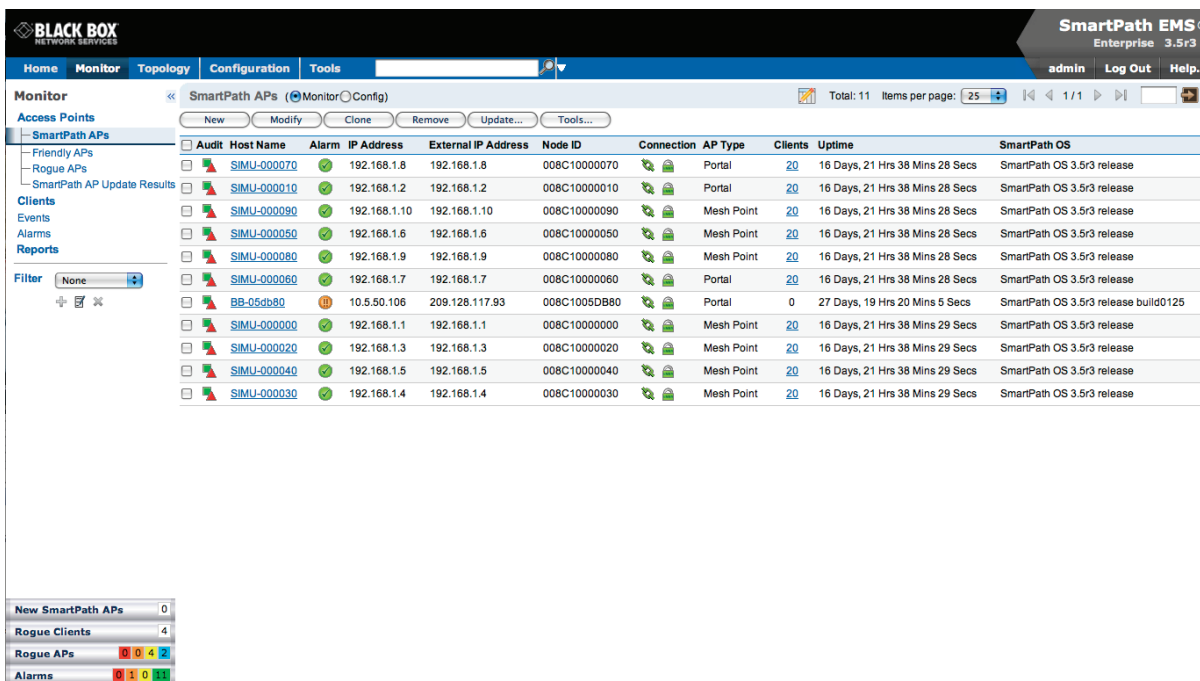 BLACK BOX
NETWORK SERVICES
SmartPath EMS
Enterprise 3.5r3
Home Monitor Topology Configuration Tools
admin Log Out Help.
Monitor «
Access Points
SmartPath APs
Friendly APs
Rogue APs
SmartPath AP Update Results
Clients
Events
Alarms
Reports
Filter None
SmartPath APs (Monitor Config)
Total: 11 Items per page: 25 1/1
New Modify Clone Remove Update... Tools...
Audit Host Name Alarm IP Address External IP Address Node ID Connection AP Type Clients Uptime SmartPath OS
SIMU-000070 192.168.1.8 192.168.1.8 008C10000070 Portal 20 16 Days, 21 Hrs 38 Mins 28 Secs SmartPath OS 3.5r3 release
SIMU-000010 192.168.1.2 192.168.1.2 008C10000010 Portal 20 16 Days, 21 Hrs 38 Mins 28 Secs SmartPath OS 3.5r3 release
SIMU-000090 192.168.1.10 192.168.1.10 008C10000090 Mesh Point 20 16 Days, 21 Hrs 38 Mins 28 Secs SmartPath OS 3.5r3 release
SIMU-000050 192.168.1.6 192.168.1.6 008C10000050 Mesh Point 20 16 Days, 21 Hrs 38 Mins 28 Secs SmartPath OS 3.5r3 release
SIMU-000080 192.168.1.9 192.168.1.9 008C10000080 Mesh Point 20 16 Days, 21 Hrs 38 Mins 28 Secs SmartPath OS 3.5r3 release
SIMU-000060 192.168.1.7 192.168.1.7 008C10000060 Portal 20 16 Days, 21 Hrs 38 Mins 28 Secs SmartPath OS 3.5r3 release
BB-05db80 10.5.50.106 209.128.117.93 008C1005DB80 Portal 0 27 Days, 19 Hrs 20 Mins 5 Secs SmartPath OS 3.5r3 release build0125
SIMU-000000 192.168.1.1 192.168.1.1 008C10000000 Mesh Point 20 16 Days, 21 Hrs 38 Mins 29 Secs SmartPath OS 3.5r3 release
SIMU-000020 192.168.1.3 192.168.1.3 008C10000020 Mesh Point 20 16 Days, 21 Hrs 38 Mins 29 Secs SmartPath OS 3.5r3 release
SIMU-000040 192.168.1.5 192.168.1.5 008C10000040 Mesh Point 20 16 Days, 21 Hrs 38 Mins 29 Secs SmartPath OS 3.5r3 release
SIMU-000030 192.168.1.4 192.168.1.4 008C10000030 Mesh Point 20 16 Days, 21 Hrs 38 Mins 29 Secs SmartPath OS 3.5r3 release
New SmartPath APs 0
Rogue Clients 4
Rogue APs 0 0 4 2
Alarms 0 1 0 11